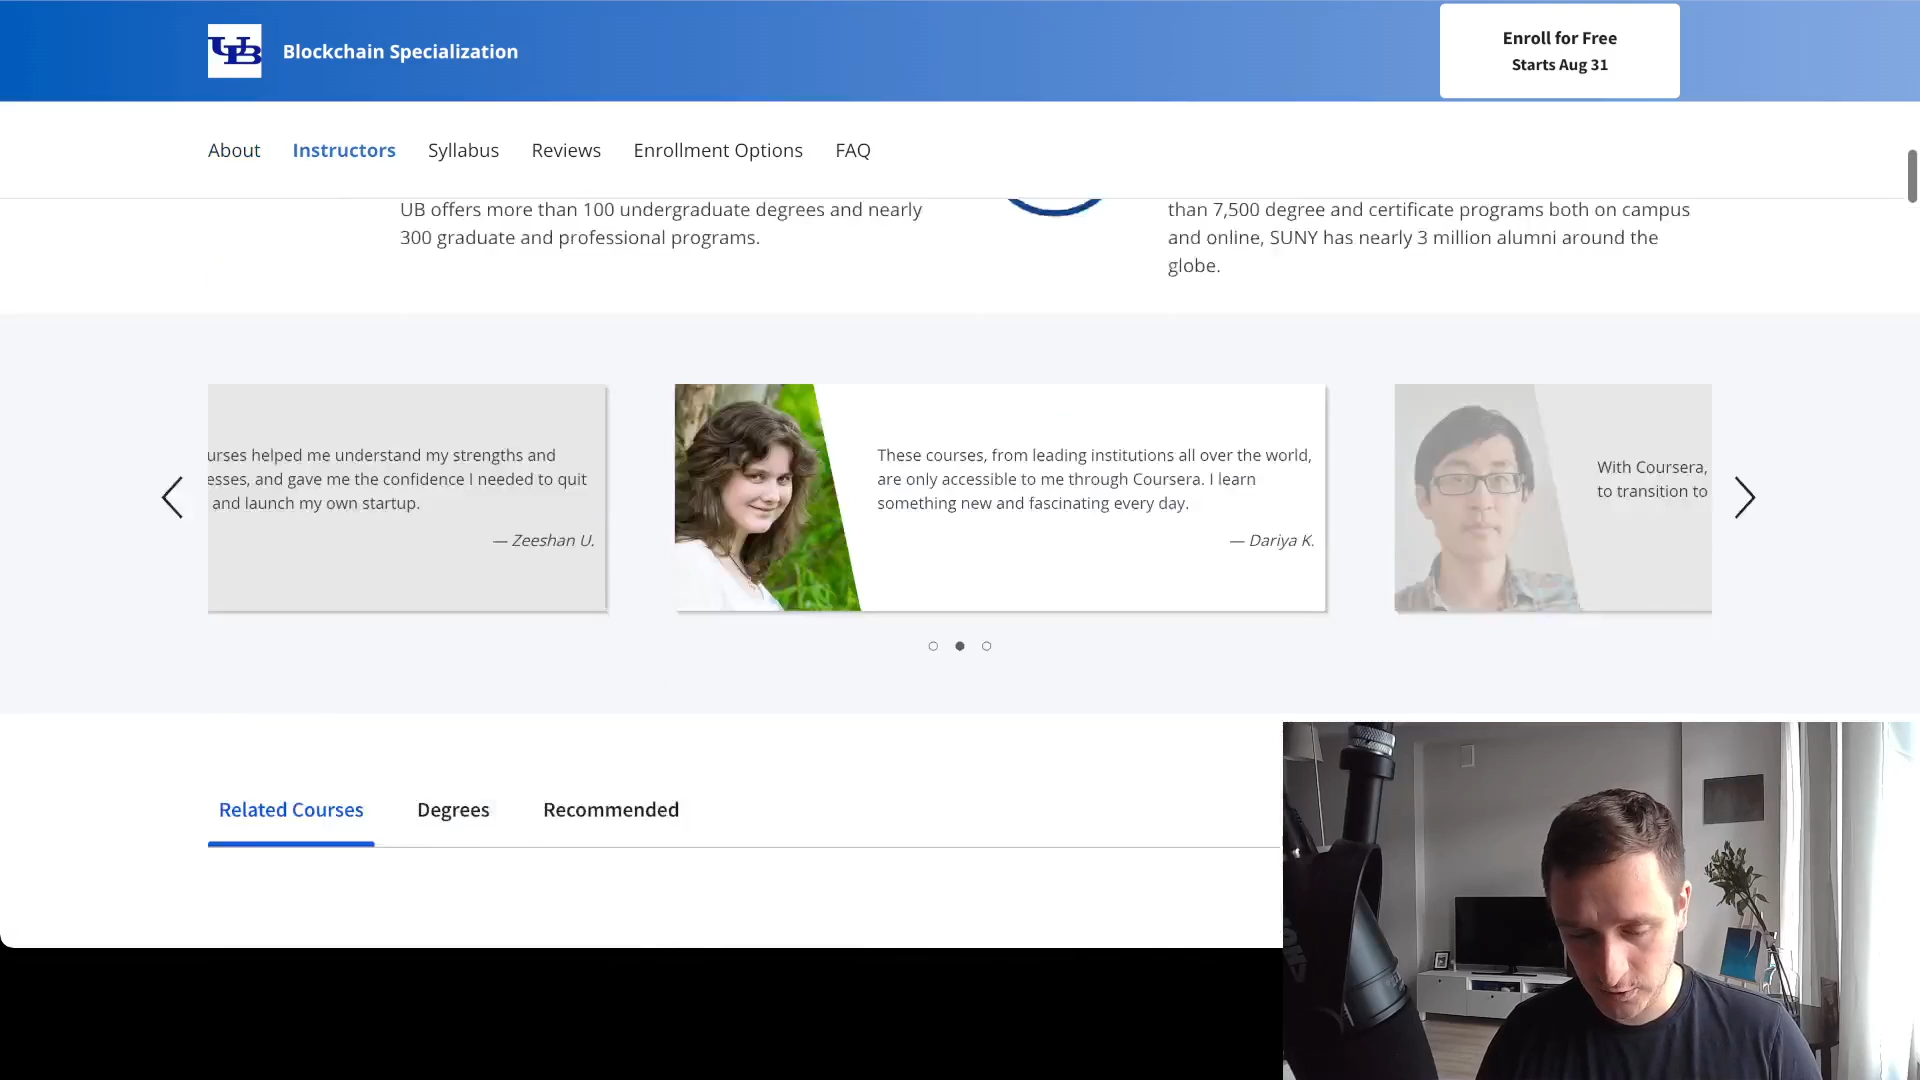 UB
Blockchain Specialization
Enroll for Free
Starts Aug 31
About Instructors Syllabus Reviews Enrollment Options FAQ
UB offers more than 100 undergraduate degrees and nearly
300 graduate and professional programs.
than 7,500 degree and certificate programs both on campus
and online, SUNY has nearly 3 million alumni around the
globe.
urses helped me understand my strengths and
esses, and gave me the confidence I needed to quit
and launch my own startup.
— Zeeshan U.
These courses, from leading institutions all over the world,
are only accessible to me through Coursera. I learn
something new and fascinating every day.
— Dariya K.
With Coursera,
to transition to
Related Courses Degrees Recommended